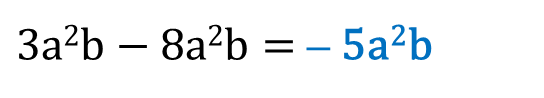 3a²b − 8a²b = – 5a²b